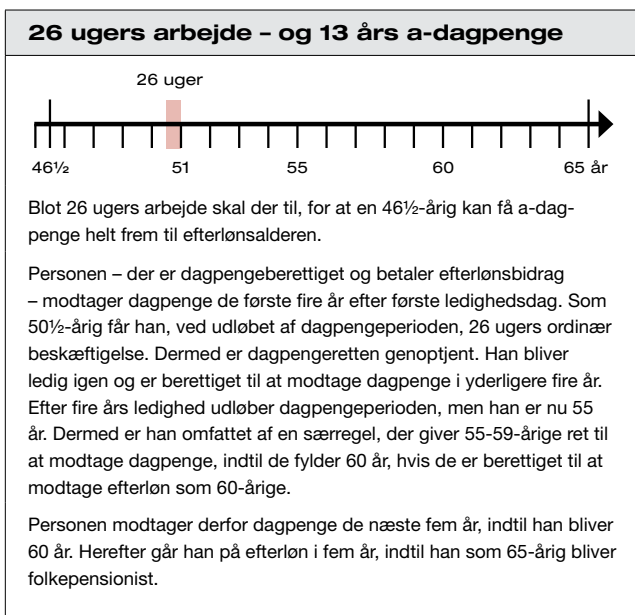 26 ugers arbejde – og 13 års a-dagpenge
26 uger
46½ 51 55 60 65 år
Blot 26 ugers arbejde skal der til, for at en 46½-årig kan få a-dag-
penge helt frem til efterlønsalderen.
Personen – der er dagpengeberettiget og betaler efterlønsbidrag
– modtager dagpenge de første fire år efter første ledighedsdag. Som
50½-årig får han, ved udløbet af dagpengeperioden, 26 ugers ordinær
beskæftigelse. Dermed er dagpengeretten genoptjent. Han bliver
ledig igen og er berettiget til at modtage dagpenge i yderligere fire år.
Efter fire års ledighed udløber dagpengeperioden, men han er nu 55
år. Dermed er han omfattet af en særregel, der giver 55-59-årige ret til
at modtage dagpenge, indtil de fylder 60 år, hvis de er berettiget til at
modtage efterløn som 60-årige.
Personen modtager derfor dagpenge de næste fem år, indtil han bliver
60 år. Herefter går han på efterløn i fem år, indtil han som 65-årig bliver
folkepensionist.